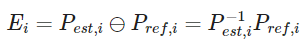 E_i = P_{est,i} ⊖ P_{ref,i} = P_{est,i}^{-1} P_{ref,i}